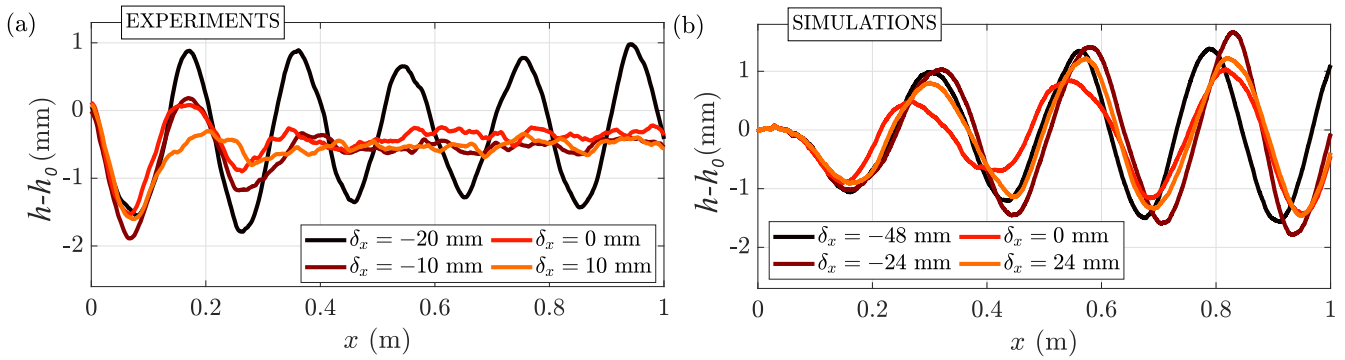 (a)
EXPERIMENTS
h-h₀ (mm)
1
0
-1
-2
δₓ = −20 mm
δₓ = 0 mm
δₓ = −10 mm
δₓ = 10 mm
0
0.2
0.4
0.6
0.8
1
x (m)
(b)
SIMULATIONS
h-h₀ (mm)
1
0
-1
-2
δₓ = −48 mm
δₓ = 0 mm
δₓ = −24 mm
δₓ = 24 mm
0
0.2
0.4
0.6
0.8
1
x (m)